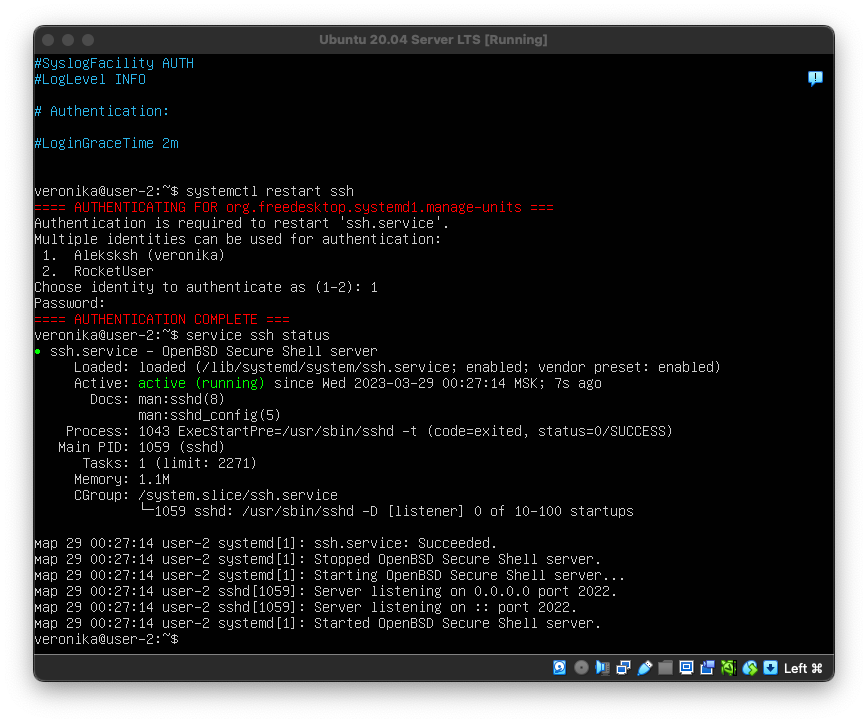 Ubuntu 20.04 Server LTS [Running]
#SyslogFacility AUTH
#LogLevel INFO
# Authentication:
#LoginGraceTime 2m
veronika@user-2:~$ systemctl restart ssh
==== AUTHENTICATING FOR org.freedesktop.systemd1.manage-units ===
Authentication is required to restart 'ssh.service'.
Multiple identities can be used for authentication:
1. Aleksksh (veronika)
2. RocketUser
Choose identity to authenticate as (1-2): 1
Password:
==== AUTHENTICATION COMPLETE ===
veronika@user-2:~$ service ssh status
● ssh.service - OpenBSD Secure Shell server
Loaded: loaded (/lib/systemd/system/ssh.service; enabled; vendor preset: enabled)
Active: active (running) since Wed 2023-03-29 00:27:14 MSK; 7s ago
Docs: man:sshd(8)
man:sshd_config(5)
Process: 1043 ExecStartPre=/usr/sbin/sshd -t (code=exited, status=0/SUCCESS)
Main PID: 1059 (sshd)
Tasks: 1 (limit: 2271)
Memory: 1.1M
CGroup: /system.slice/ssh.service
└─1059 sshd: /usr/sbin/sshd -D [listener] 0 of 10-100 startups
мар 29 00:27:14 user-2 systemd[1]: ssh.service: Succeeded.
мар 29 00:27:14 user-2 systemd[1]: Stopped OpenBSD Secure Shell server.
мар 29 00:27:14 user-2 systemd[1]: Starting OpenBSD Secure Shell server...
мар 29 00:27:14 user-2 sshd[1059]: Server listening on 0.0.0.0 port 2022.
мар 29 00:27:14 user-2 sshd[1059]: Server listening on :: port 2022.
мар 29 00:27:14 user-2 systemd[1]: Started OpenBSD Secure Shell server.
veronika@user-2:~$
Left ⌘